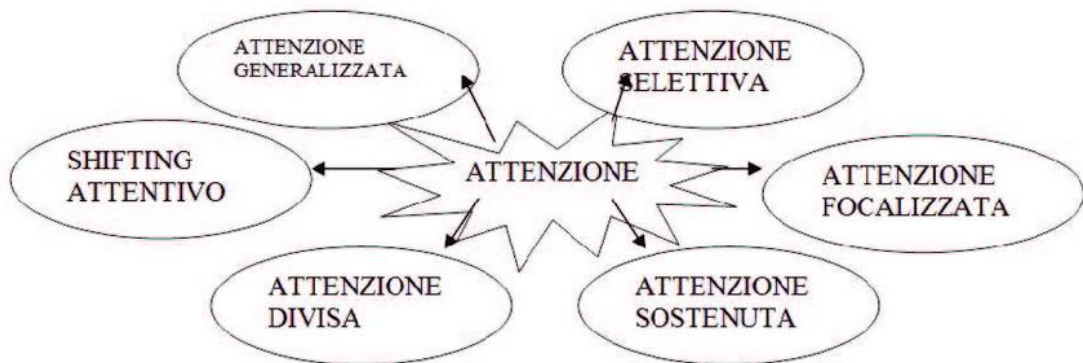 ATTENZIONE
GENERALIZZATA
ATTENZIONE
SELETTIVA
SHIFTING
ATTENTIVO
ATTENZIONE
ATTENZIONE
FOCALIZZATA
ATTENZIONE
DIVISA
ATTENZIONE
SOSTENUTA